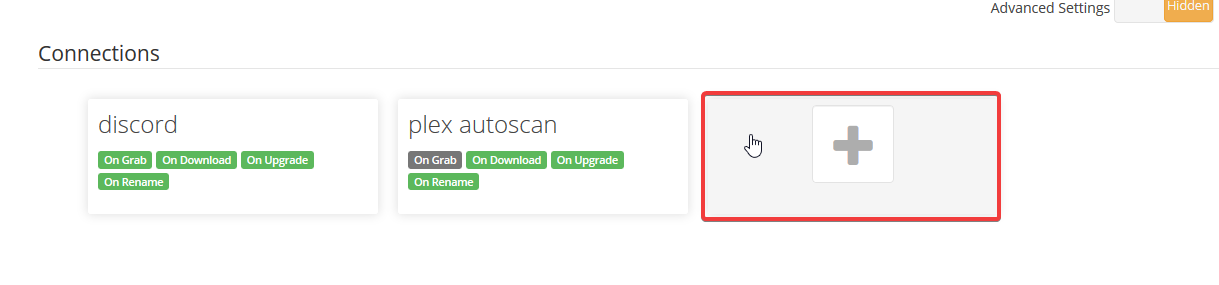 Advanced Settings Hidden
Connections
discord
On Grab On Download On Upgrade
On Rename
plex autoscan
On Grab On Download On Upgrade
On Rename